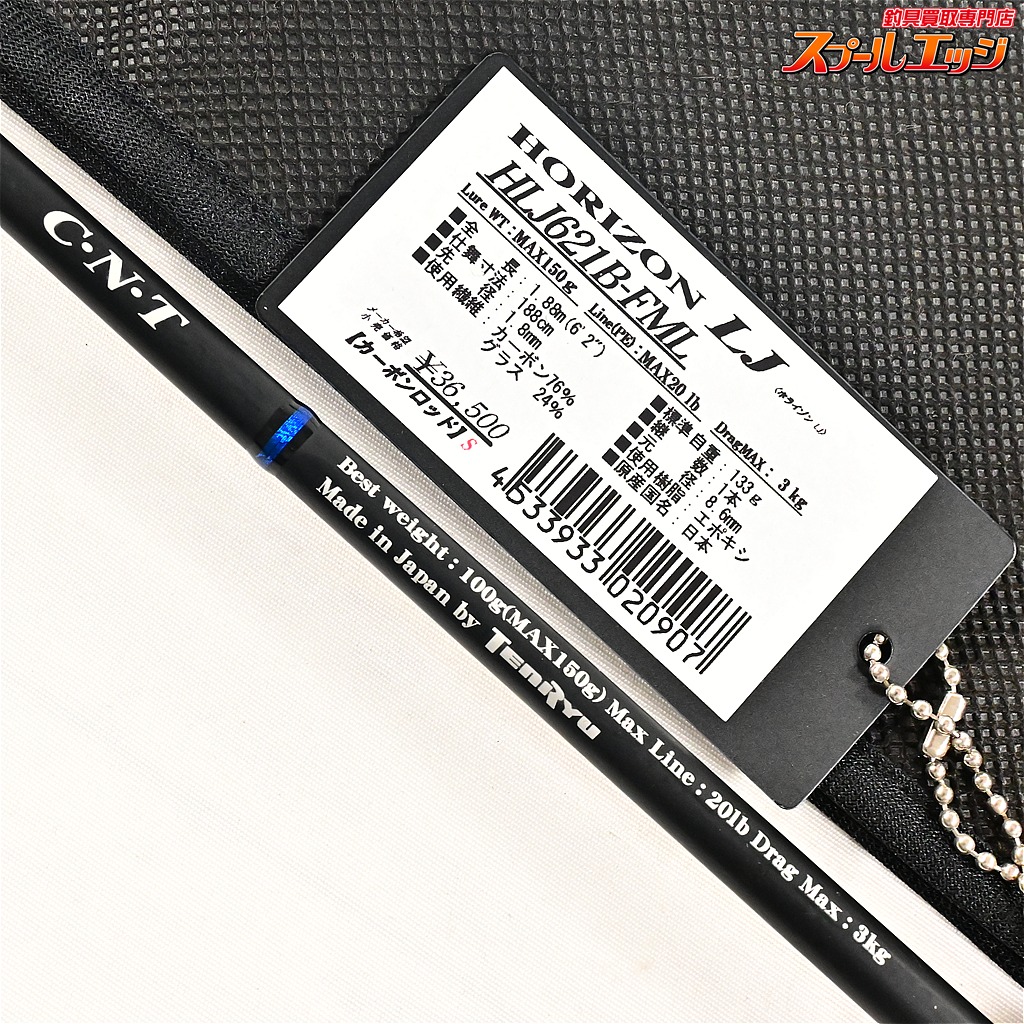 釣具買取専門店
スプールエッジ
HORIZON LJ
(ホライゾン LJ)
HLJ621B-FML
Lure WT:MAX150g Line(PE):MAX20 lb DragMAX: 3kg
■全長:1.88m(6'2")
■仕舞寸法:188cm
■先径:1.8mm
■使用繊維:カーボン76%
グラス 24%
■標準自重:133g
■継数:1本
■元径:8.6mm
■使用樹脂:エポキシ
■原産国名:日本
メーカー希望
小売価格
¥36,500
【カーボンロッド】S
4533933020907
C・N・T
Best weight : 100g(MAX150g) Max Line : 20lb Drag Max : 3kg
Made in Japan by TENRYU